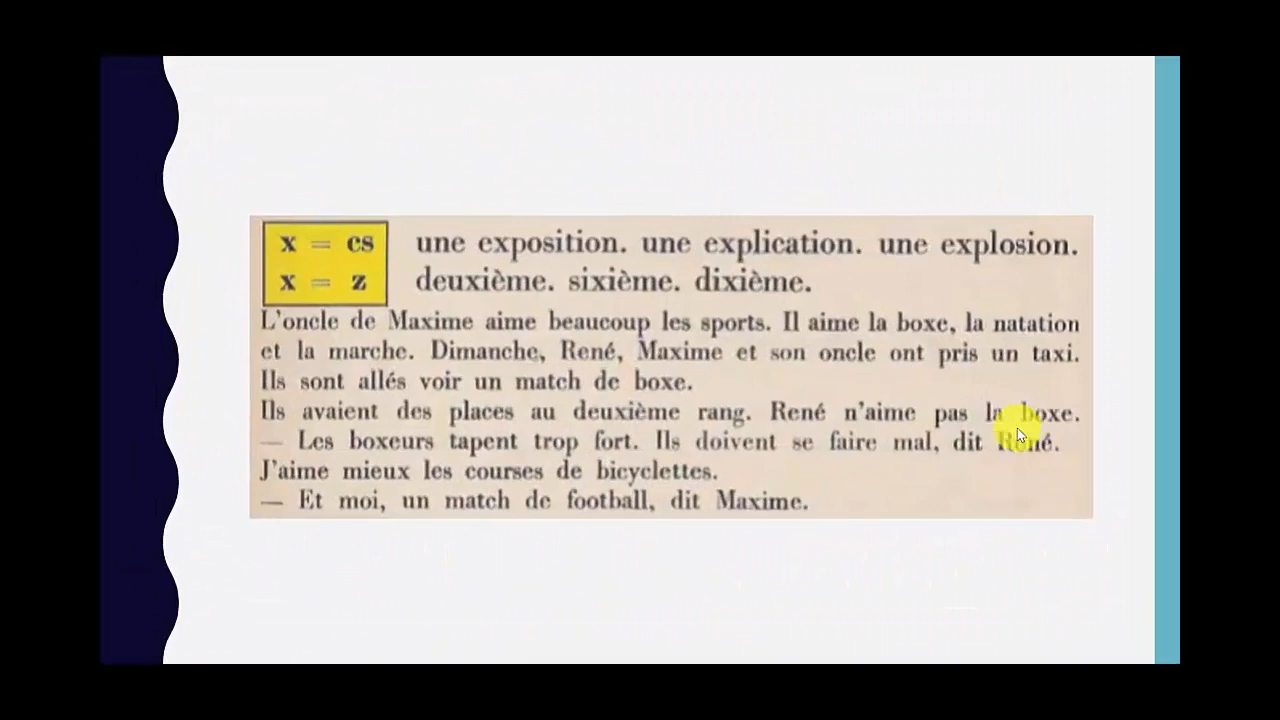 x = cs une exposition. une explication. une explosion.
x = z deuxième. sixième. dixième.
L'oncle de Maxime aime beaucoup les sports. Il aime la boxe, la natation
et la marche. Dimanche, René, Maxime et son oncle ont pris un taxi.
Ils sont allés voir un match de boxe.
Ils avaient des places au deuxième rang. René n'aime pas la boxe.
— Les boxeurs tapent trop fort. Ils doivent se faire mal, dit René.
J'aime mieux les courses de bicyclettes.
— Et moi, un match de football, dit Maxime.